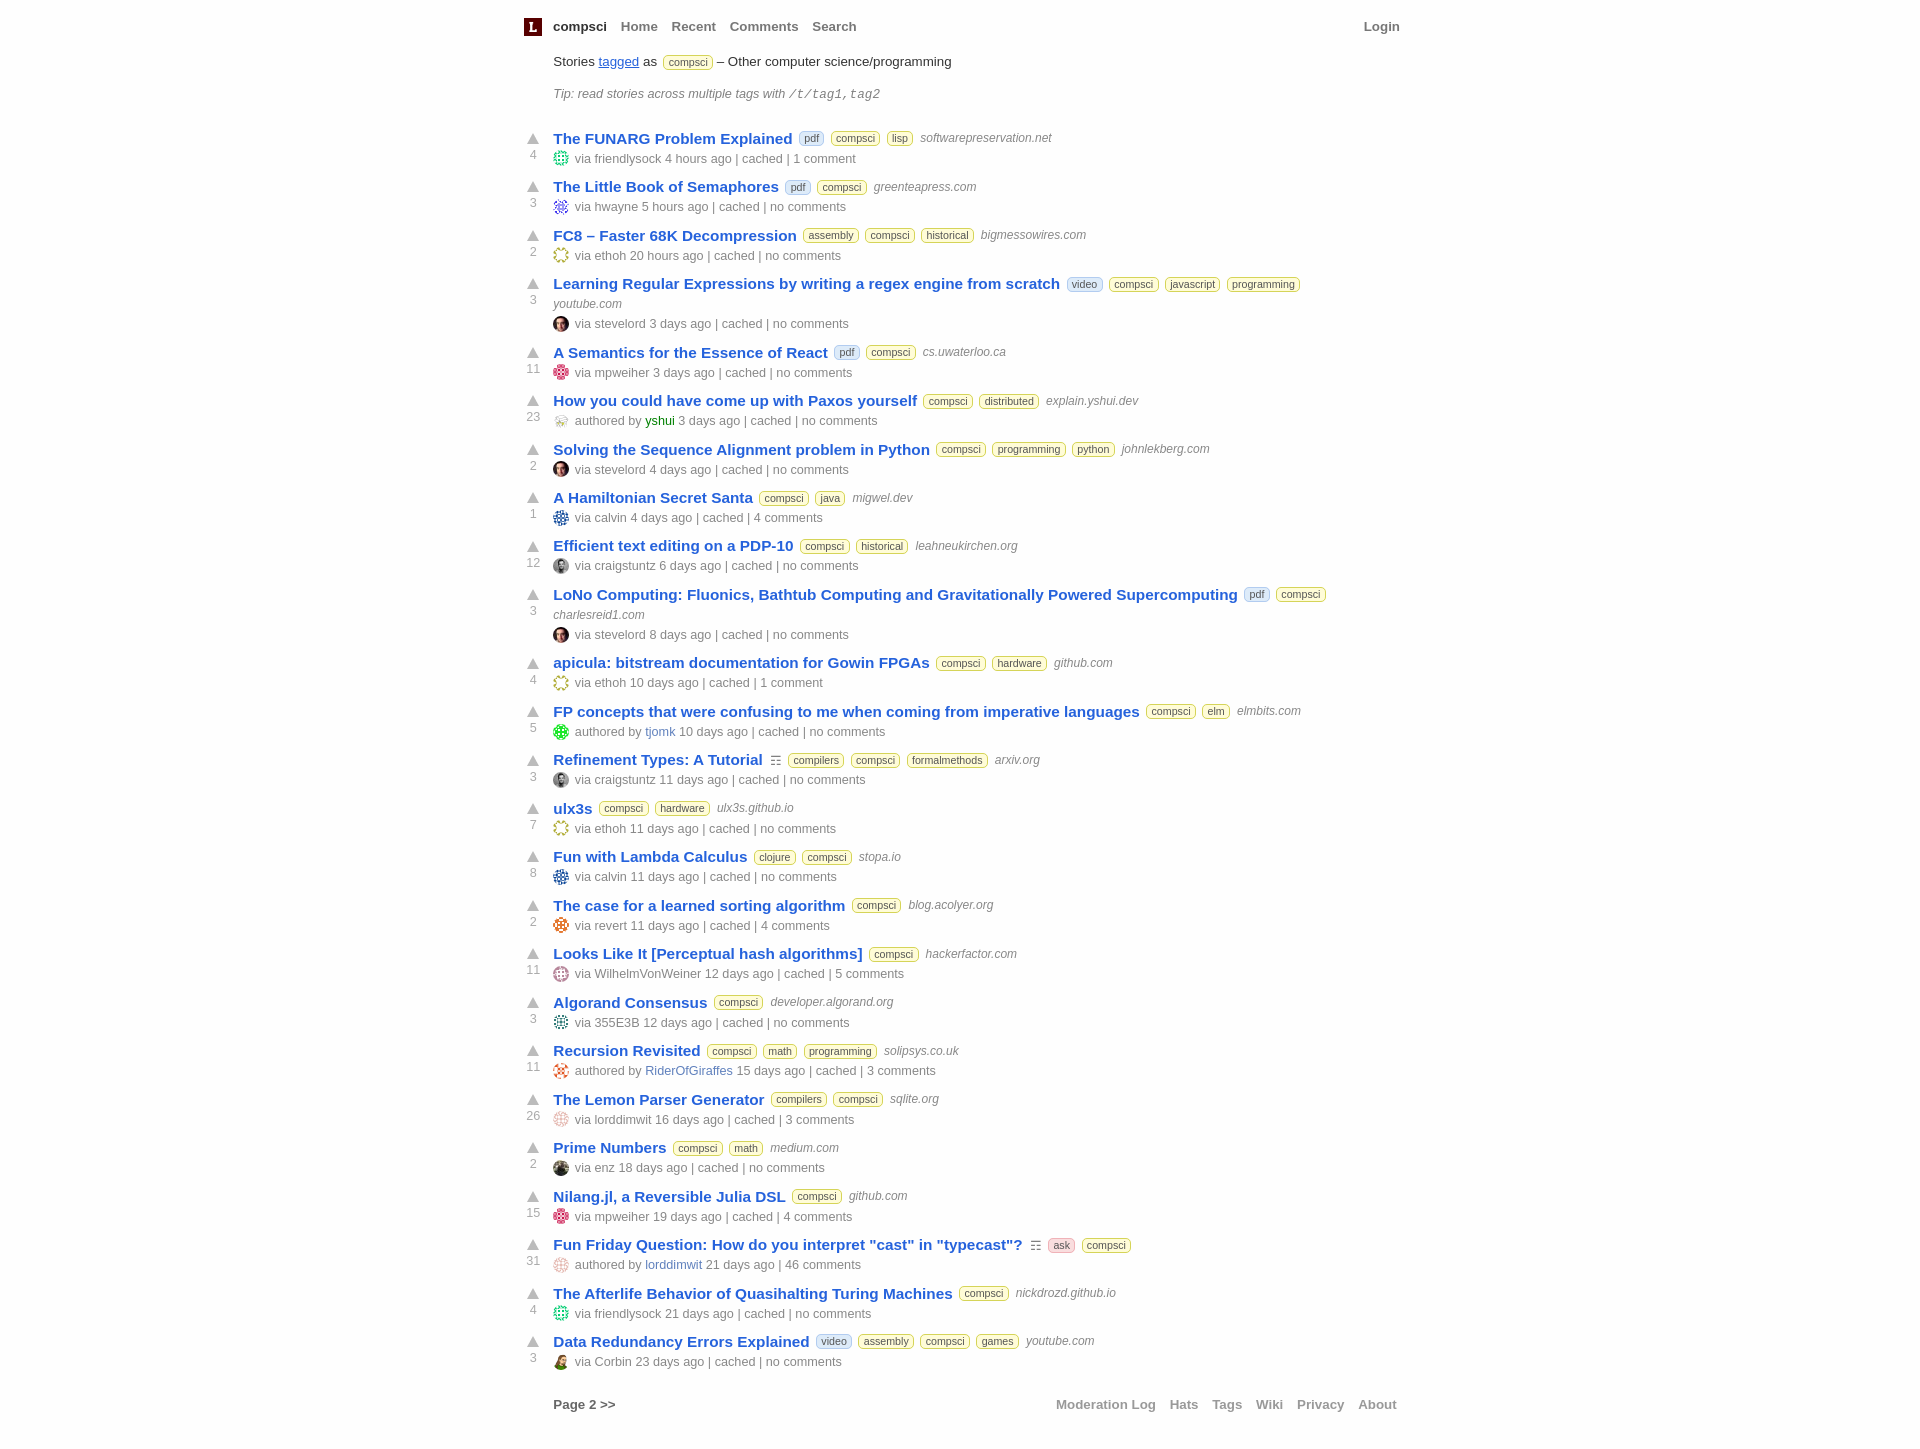 L compsci Home Recent Comments Search Login
Stories tagged as compsci – Other computer science/programming
Tip: read stories across multiple tags with /t/tag1,tag2
The FUNARG Problem Explained pdf compsci lisp softwarepreservation.net
4 via friendlysock 4 hours ago | cached | 1 comment
The Little Book of Semaphores pdf compsci greenteapress.com
3 via hwayne 5 hours ago | cached | no comments
FC8 – Faster 68K Decompression assembly compsci historical bigmessowires.com
2 via ethoh 20 hours ago | cached | no comments
Learning Regular Expressions by writing a regex engine from scratch video compsci javascript programming
3 youtube.com
via stevelord 3 days ago | cached | no comments
A Semantics for the Essence of React pdf compsci cs.uwaterloo.ca
11 via mpweiher 3 days ago | cached | no comments
How you could have come up with Paxos yourself compsci distributed explain.yshui.dev
23 authored by yshui 3 days ago | cached | no comments
Solving the Sequence Alignment problem in Python compsci programming python johnlekberg.com
2 via stevelord 4 days ago | cached | no comments
A Hamiltonian Secret Santa compsci java migwel.dev
1 via calvin 4 days ago | cached | 4 comments
Efficient text editing on a PDP-10 compsci historical leahneukirchen.org
12 via craigstuntz 6 days ago | cached | no comments
LoNo Computing: Fluonics, Bathtub Computing and Gravitationally Powered Supercomputing pdf compsci
3 charlesreid1.com
via stevelord 8 days ago | cached | no comments
apicula: bitstream documentation for Gowin FPGAs compsci hardware github.com
4 via ethoh 10 days ago | cached | 1 comment
FP concepts that were confusing to me when coming from imperative languages compsci elm elmbits.com
5 authored by tjomk 10 days ago | cached | no comments
Refinement Types: A Tutorial ☶ compilers compsci formalmethods arxiv.org
3 via craigstuntz 11 days ago | cached | no comments
ulx3s compsci hardware ulx3s.github.io
7 via ethoh 11 days ago | cached | no comments
Fun with Lambda Calculus clojure compsci stopa.io
8 via calvin 11 days ago | cached | no comments
The case for a learned sorting algorithm compsci blog.acolyer.org
2 via revert 11 days ago | cached | 4 comments
Looks Like It [Perceptual hash algorithms] compsci hackerfactor.com
11 via WilhelmVonWeiner 12 days ago | cached | 5 comments
Algorand Consensus compsci developer.algorand.org
3 via 355E3B 12 days ago | cached | no comments
Recursion Revisited compsci math programming solipsys.co.uk
11 authored by RiderOfGiraffes 15 days ago | cached | 3 comments
The Lemon Parser Generator compilers compsci sqlite.org
26 via lorddimwit 16 days ago | cached | 3 comments
Prime Numbers compsci math medium.com
2 via enz 18 days ago | cached | no comments
Nilang.jl, a Reversible Julia DSL compsci github.com
15 via mpweiher 19 days ago | cached | 4 comments
Fun Friday Question: How do you interpret "cast" in "typecast"? ☶ ask compsci
31 authored by lorddimwit 21 days ago | 46 comments
The Afterlife Behavior of Quasihalting Turing Machines compsci nickdrozd.github.io
4 via friendlysock 21 days ago | cached | no comments
Data Redundancy Errors Explained video assembly compsci games youtube.com
3 via Corbin 23 days ago | cached | no comments
Page 2 >> Moderation Log Hats Tags Wiki Privacy About